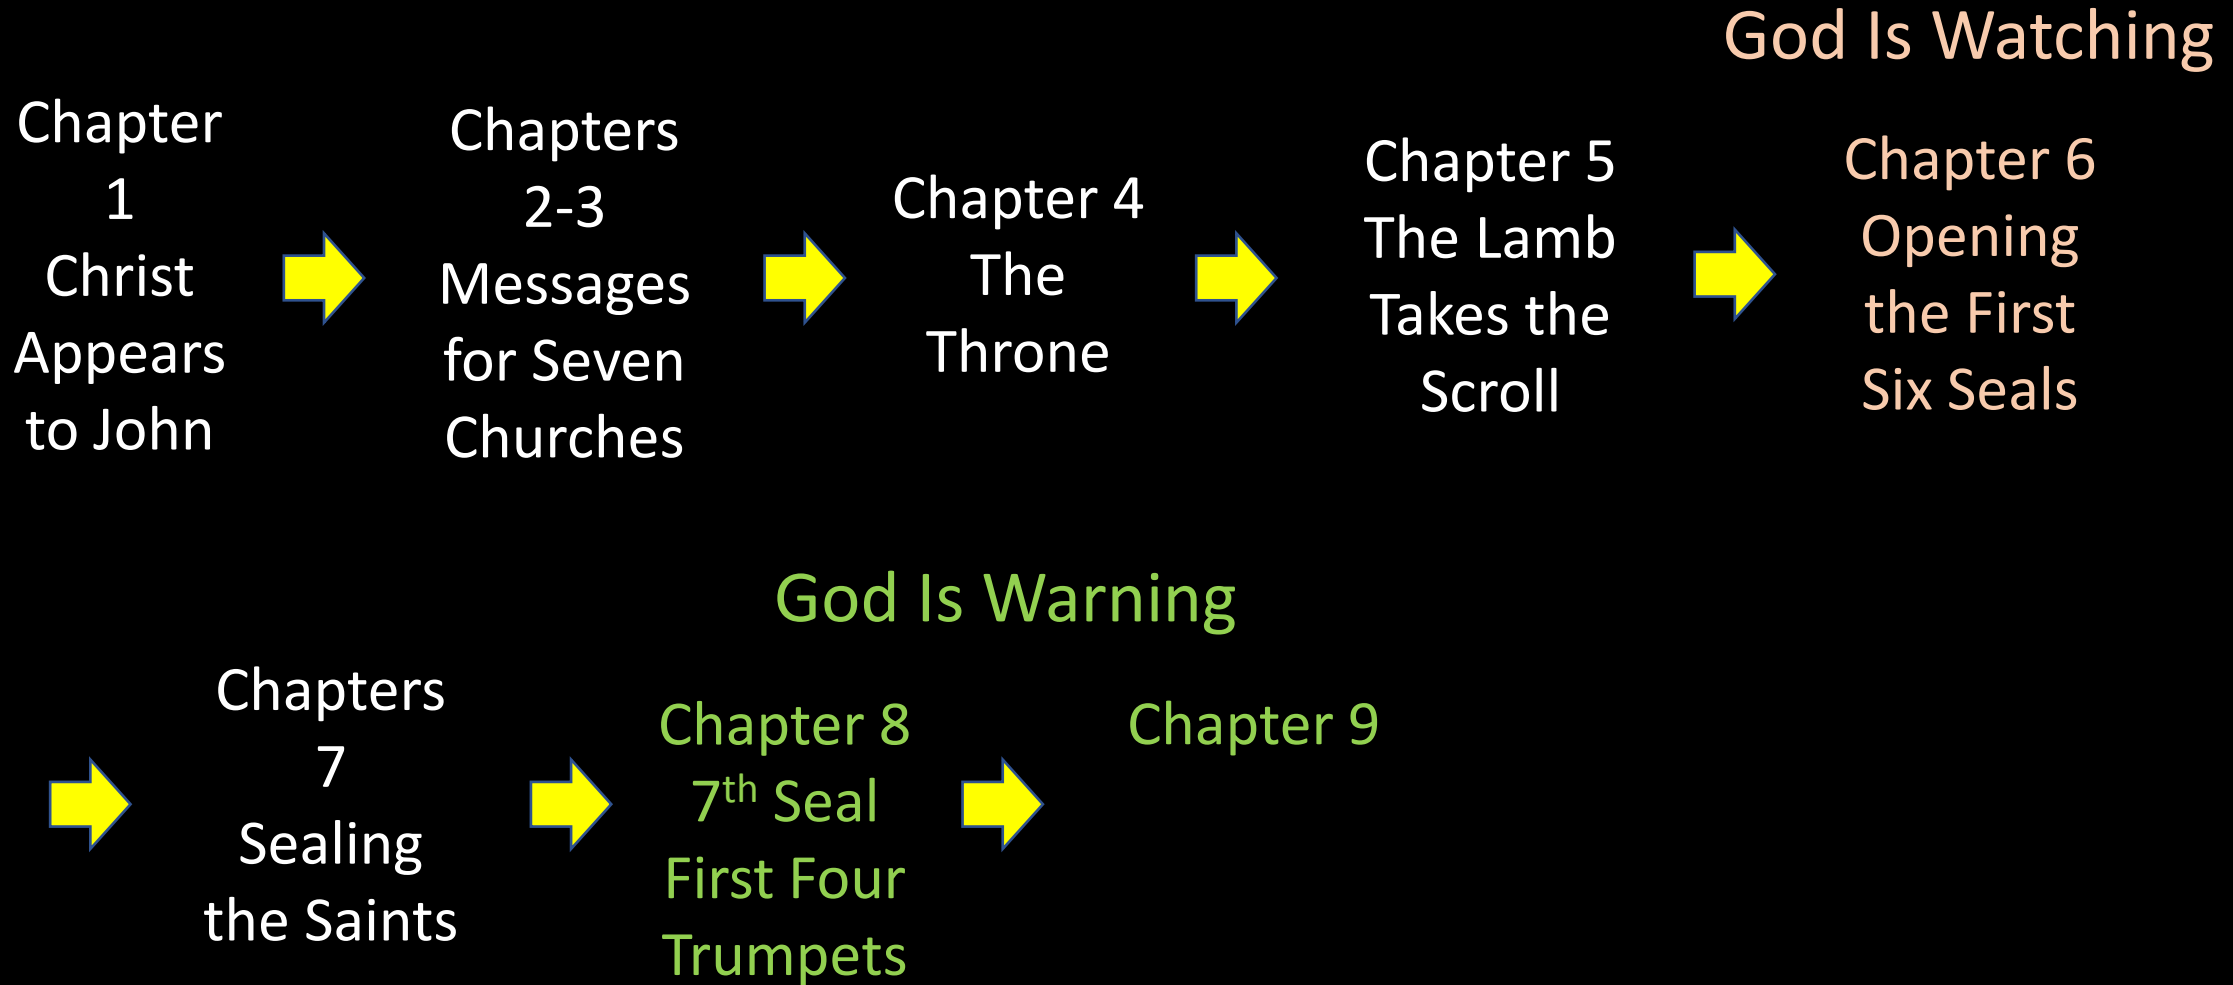 God Is Watching
Chapter
1
Christ
Appears
to John
Chapters
2-3
Messages
for Seven
Churches
Chapter 4
The
Throne
Chapter 5
The Lamb
Takes the
Scroll
Chapter 6
Opening
the First
Six Seals
God Is Warning
Chapters
7
Sealing
the Saints
Chapter 8
7th Seal
First Four
Trumpets
Chapter 9